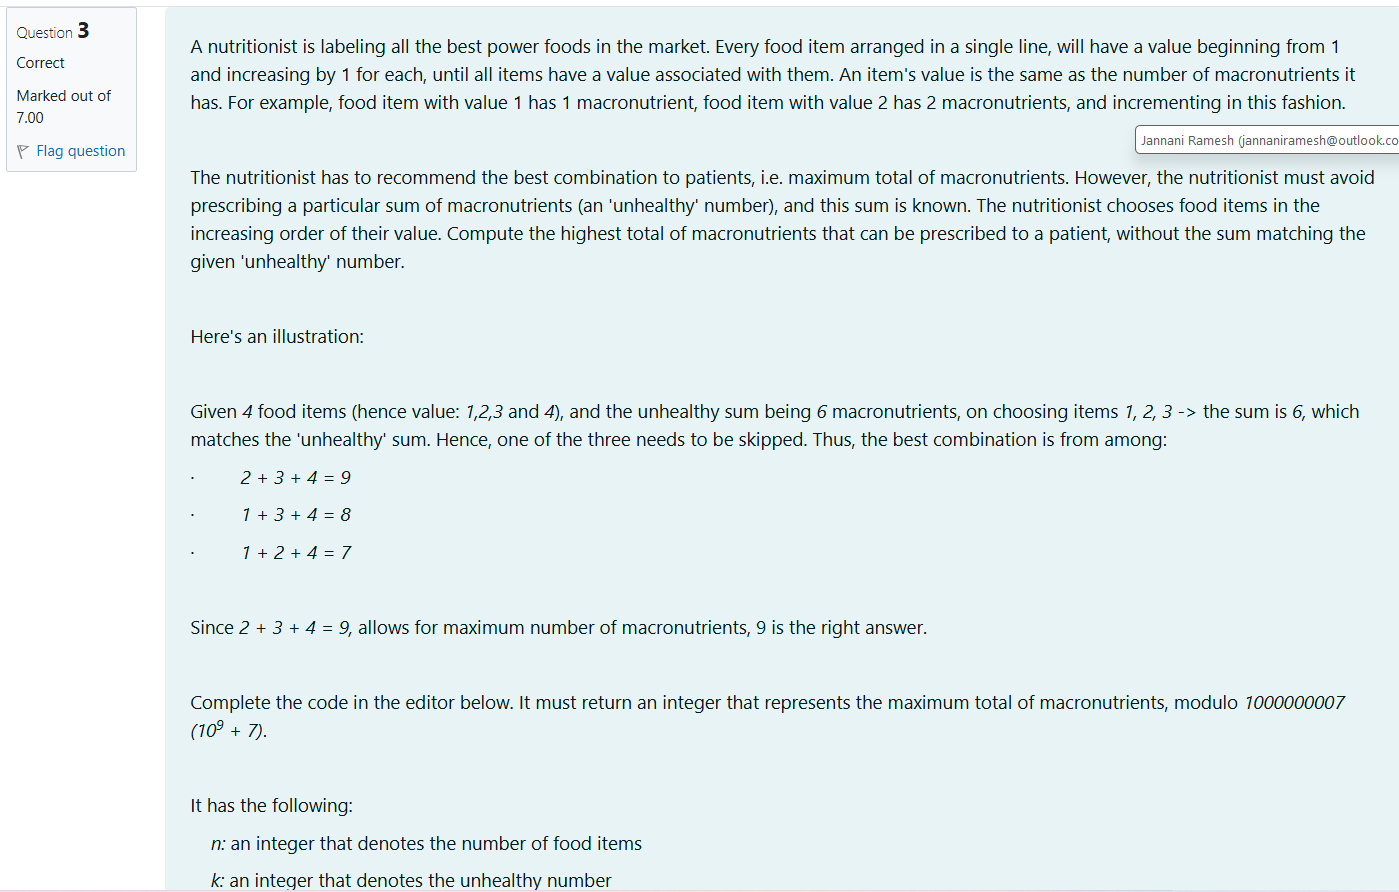 Question 3
Correct
Marked out of
7.00
Flag question
A nutritionist is labeling all the best power foods in the market. Every food item arranged in a single line, will have a value beginning from 1
and increasing by 1 for each, until all items have a value associated with them. An item's value is the same as the number of macronutrients it
has. For example, food item with value 1 has 1 macronutrient, food item with value 2 has 2 macronutrients, and incrementing in this fashion.
Jannani Ramesh (jannaniramesh@outlook.co
The nutritionist has to recommend the best combination to patients, i.e. maximum total of macronutrients. However, the nutritionist must avoid
prescribing a particular sum of macronutrients (an 'unhealthy' number), and this sum is known. The nutritionist chooses food items in the
increasing order of their value. Compute the highest total of macronutrients that can be prescribed to a patient, without the sum matching the
given 'unhealthy' number.
Here's an illustration:
Given 4 food items (hence value: 1,2,3 and 4), and the unhealthy sum being 6 macronutrients, on choosing items 1, 2, 3 -> the sum is 6, which
matches the 'unhealthy' sum. Hence, one of the three needs to be skipped. Thus, the best combination is from among:
· 2 + 3 + 4 = 9
· 1 + 3 + 4 = 8
· 1 + 2 + 4 = 7
Since 2 + 3 + 4 = 9, allows for maximum number of macronutrients, 9 is the right answer.
Complete the code in the editor below. It must return an integer that represents the maximum total of macronutrients, modulo 1000000007
(10⁹ + 7).
It has the following:
n: an integer that denotes the number of food items
k: an integer that denotes the unhealthy number